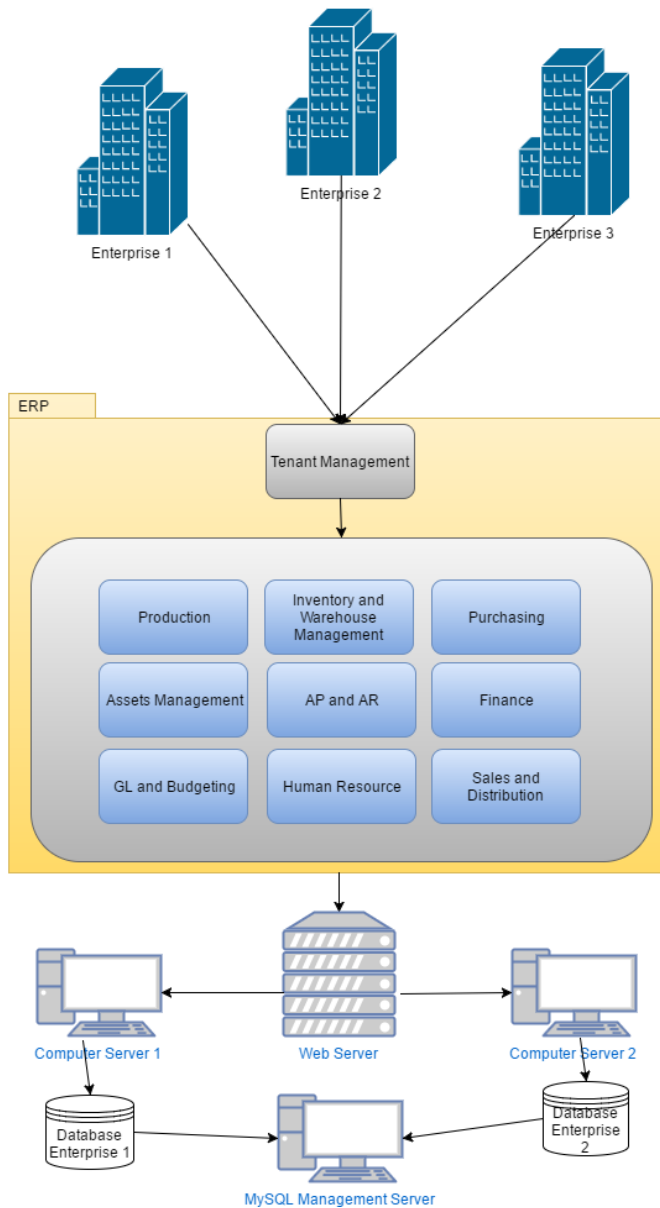 Enterprise 2
Enterprise 3
Enterprise 1
ERP
Tenant Management
Production
Inventory and
Warehouse
Management
Purchasing
Assets Management
AP and AR
Finance
GL and Budgeting
Human Resource
Sales and
Distribution
Computer Server 1
Web Server
Computer Server 2
Database
Enterprise 1
Database
Enterprise
2
MySQL Management Server